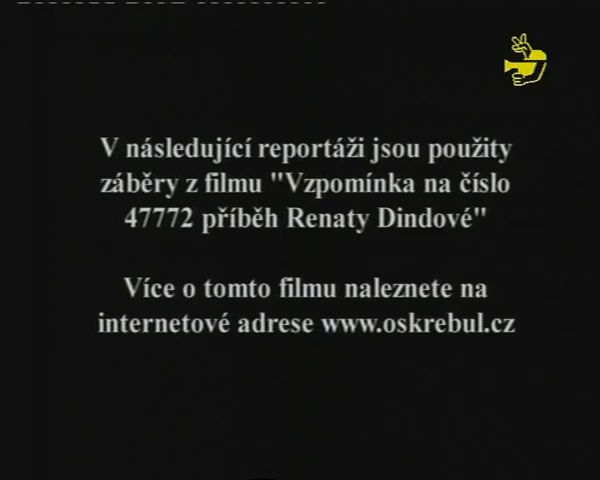 V následující reportáži jsou použity
záběry z filmu "Vzpomínka na číslo
47772 příběh Renaty Dindové"
Více o tomto filmu naleznete na
internetové adrese www.oskrebul.cz